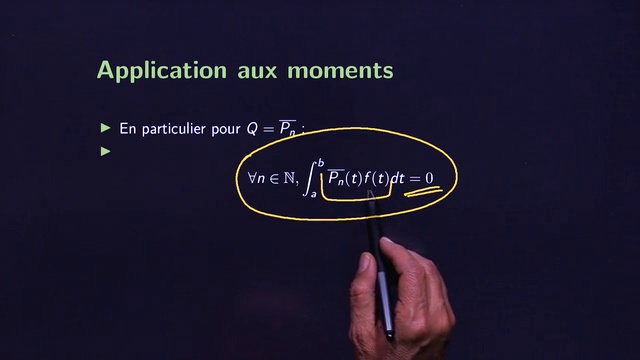 Application aux moments
▶ En particulier pour $Q = \overline{P_n}$ :
▶
$\forall n \in \mathbb{N}, \int_a^b \overline{P_n}(t)f(t)dt = 0$